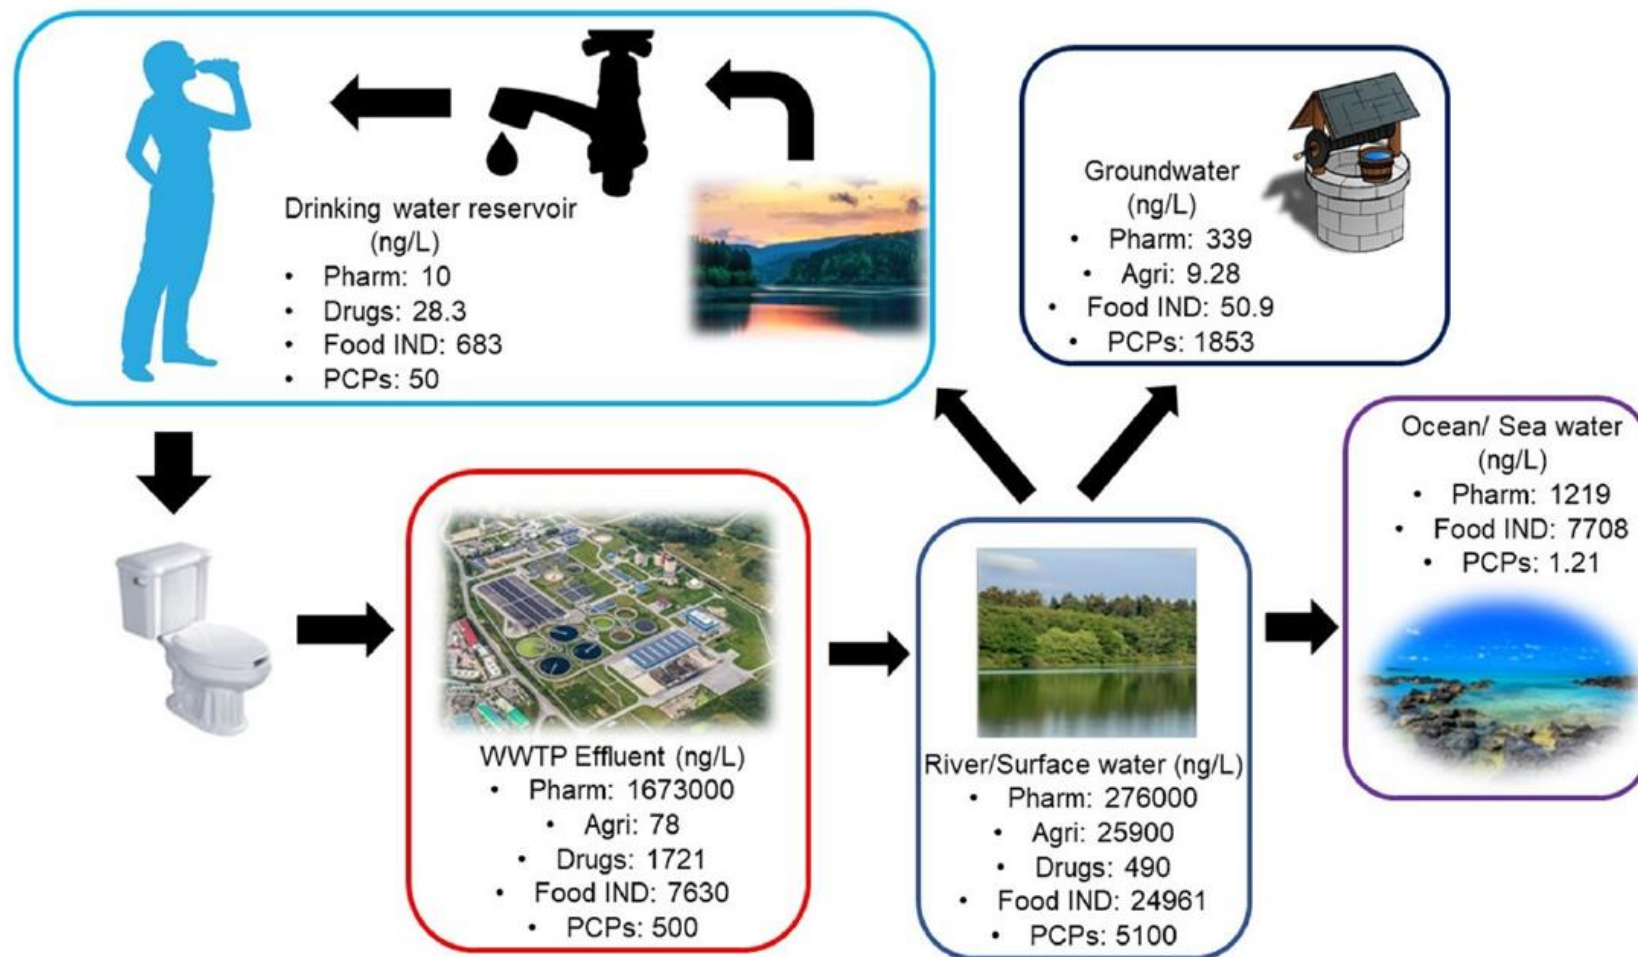 Drinking water reservoir
(ng/L)
• Pharm: 10
• Drugs: 28.3
• Food IND: 683
• PCPs: 50
Groundwater
(ng/L)
• Pharm: 339
• Agri: 9.28
• Food IND: 50.9
• PCPs: 1853
Ocean/ Sea water
(ng/L)
• Pharm: 1219
• Food IND: 7708
• PCPs: 1.21
WWTP Effluent (ng/L)
• Pharm: 1673000
• Agri: 78
• Drugs: 1721
• Food IND: 7630
• PCPs: 500
River/Surface water (ng/L)
• Pharm: 276000
• Agri: 25900
• Drugs: 490
• Food IND: 24961
• PCPs: 5100